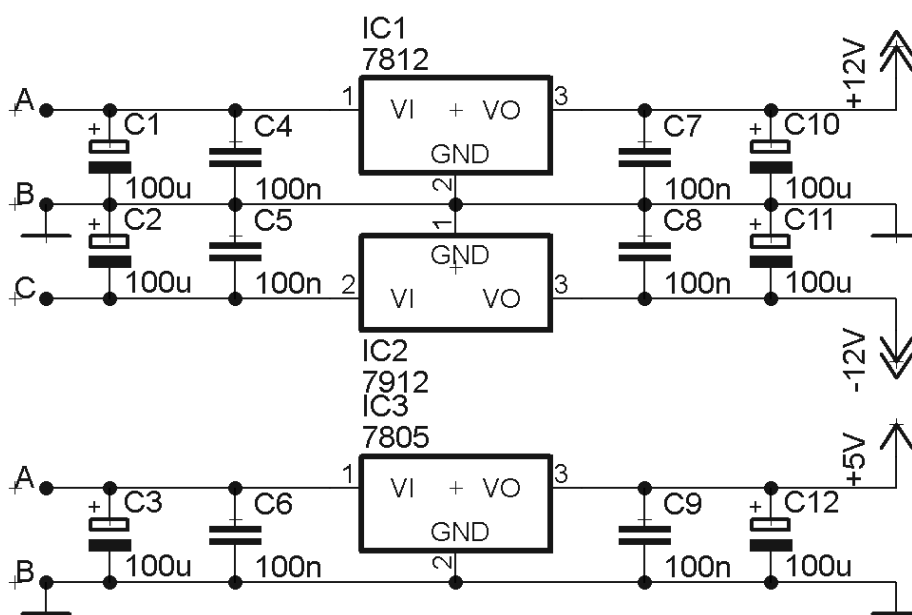 IC1
7812
+12V
A
1
VI
VO
3
C1
C4
C7
C10
GND
100u
100n
2
100n
100u
B
C2
C5
1
C8
C11
GND
100u
100n
100n
100u
C
2
VI
VO
3
IC2
7912
-12V
IC3
7805
+5V
A
1
VI
VO
3
C3
C6
C9
C12
GND
100u
100n
2
100n
100u
B